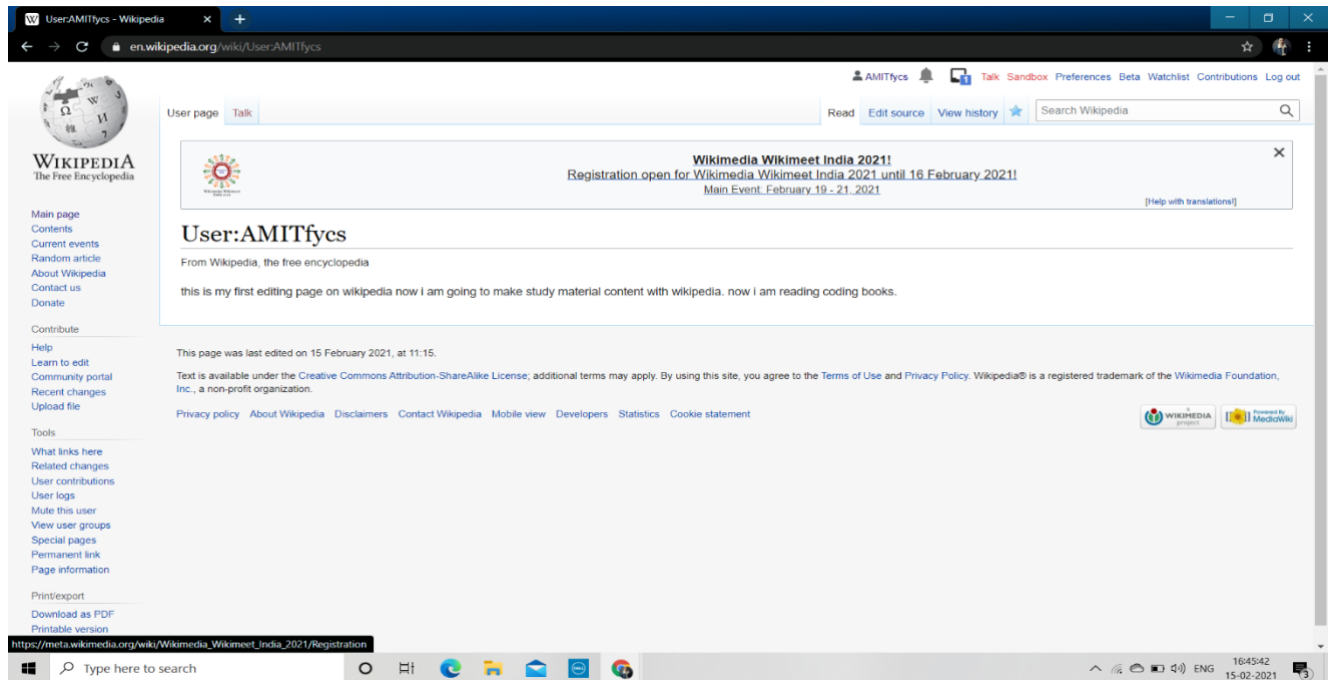 User:AMITfycs - Wikipedia
en.wikipedia.org/wiki/User:AMITfycs
AMITfycs Talk Sandbox Preferences Beta Watchlist Contributions Log out
User page Talk
Read Edit source View history Search Wikipedia
WIKIPEDIA
The Free Encyclopedia
Main page
Contents
Current events
Random article
About Wikipedia
Contact us
Donate
Contribute
Help
Learn to edit
Community portal
Recent changes
Upload file
Tools
What links here
Related changes
User contributions
User logs
Mute this user
View user groups
Special pages
Permanent link
Page information
Print/export
Download as PDF
Printable version
Wikimedia Wikimeet India 2021!
Registration open for Wikimedia Wikimeet India 2021 until 16 February 2021!
Main Event: February 19 - 21, 2021
[Help with translations!]
User:AMITfycs
From Wikipedia, the free encyclopedia
this is my first editing page on wikipedia now i am going to make study material content with wikipedia. now i am reading coding books.
This page was last edited on 15 February 2021, at 11:15.
Text is available under the Creative Commons Attribution-ShareAlike License; additional terms may apply. By using this site, you agree to the Terms of Use and Privacy Policy. Wikipedia® is a registered trademark of the Wikimedia Foundation,
Inc., a non-profit organization.
Privacy policy About Wikipedia Disclaimers Contact Wikipedia Mobile view Developers Statistics Cookie statement
WIKIMEDIA
project
Powered By
MediaWiki
https://meta.wikimedia.org/wiki/Wikimedia_Wikimeet_India_2021/Registration
Type here to search
ENG
16:45:42
15-02-2021
3